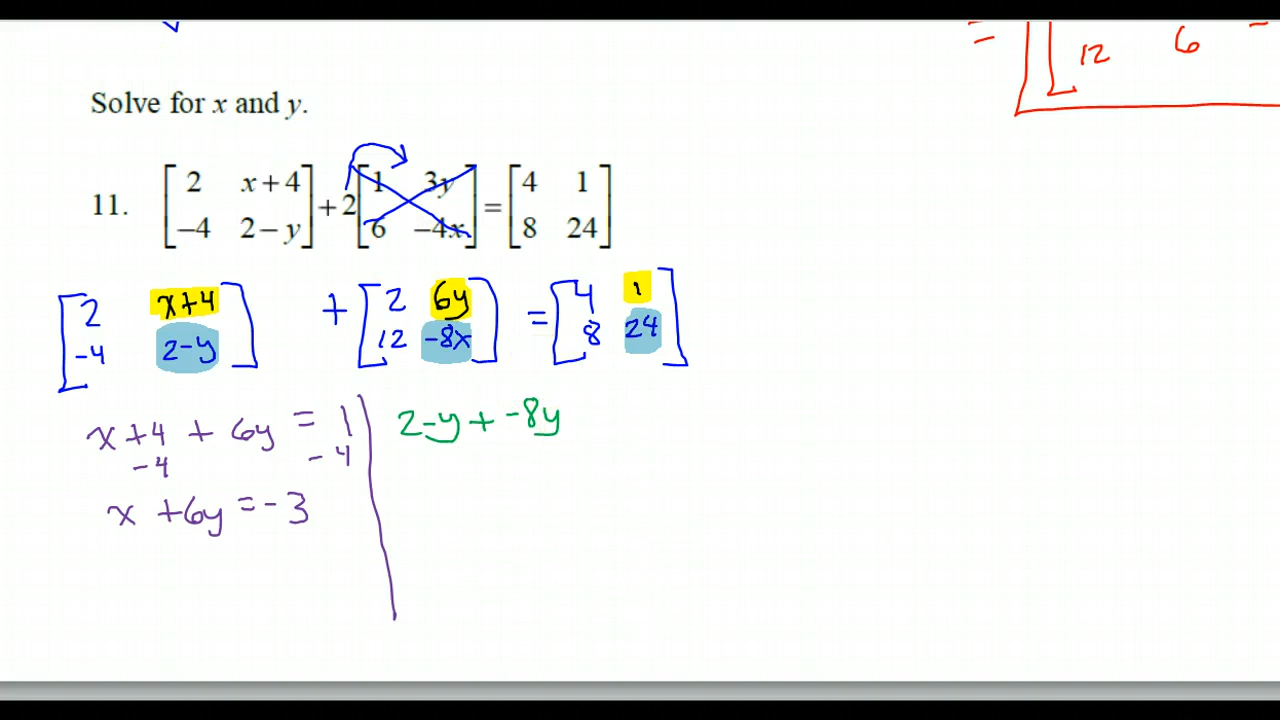 = [ 12 6
Solve for x and y.
11. [2 x+4; −4 2−y] + 2[1 3y; 6 −4x] = [4 1; 8 24]
[2 x+4; -4 2-y] + [2 6y; 12 -8x] = [4 1; 8 24]
x+4 + 6y = 1
-4 -4
x +6y = -3
2-y + -8y